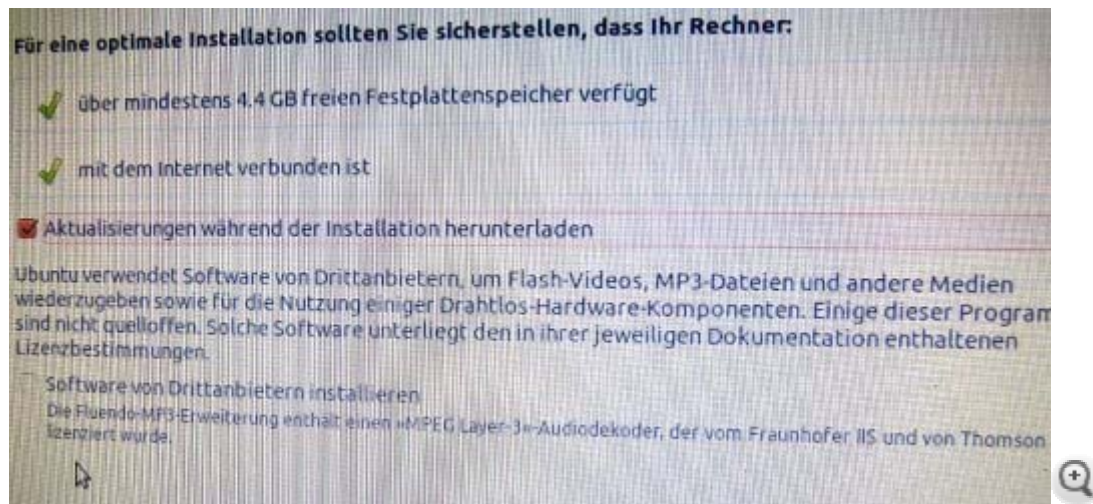 Für eine optimale Installation sollten Sie sicherstellen, dass Ihr Rechner:
über mindestens 4.4 GB freien Festplattenspeicher verfügt
mit dem Internet verbunden ist
Aktualisierungen während der Installation herunterladen
Ubuntu verwendet Software von Drittanbietern, um Flash-Videos, MP3-Dateien und andere Medien
wiederzugeben sowie für die Nutzung einiger Drahtlos-Hardware-Komponenten. Einige dieser Program
sind nicht quelloffen. Solche Software unterliegt den in ihrer jeweiligen Dokumentation enthaltenen
Lizenzbestimmungen.
Software von Drittanbietern installieren
Die Fluendo-MP3-Erweiterung enthält einen »MPEG Layer-3«-Audiodekoder, der vom Fraunhofer IIS und von Thomson
lizenziert wurde.